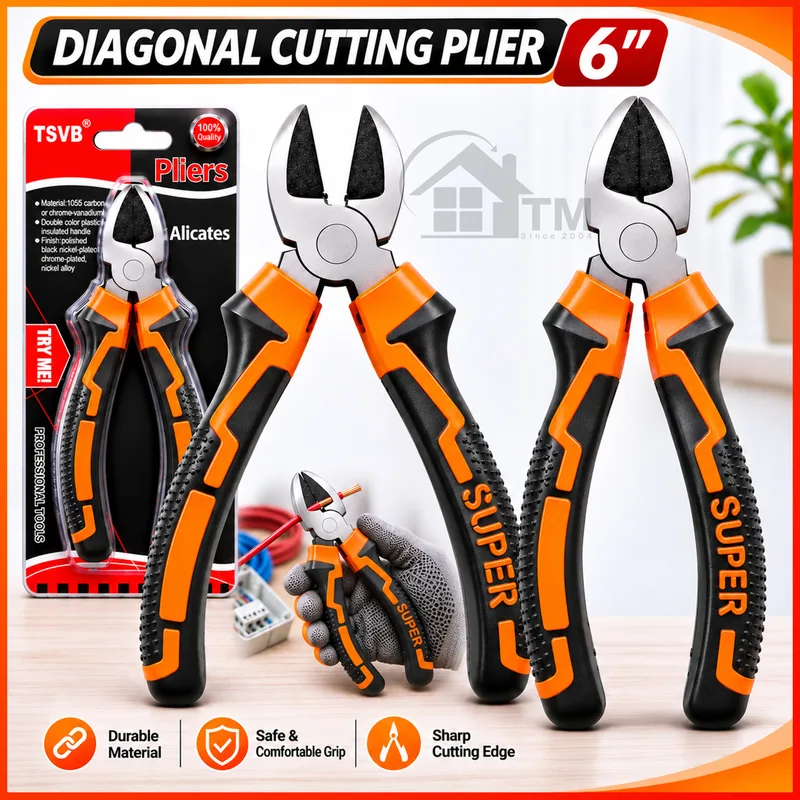 DIAGONAL CUTTING PLIER 6"
TSVB®
100%
Quality
Pliers
• Material:1055 carbon
or chrome-vanadium
• Double color plastic
insulated handle
• Finish:polished
black nickel-plated
chrome-plated,
nickel alloy
Alicates
TRY ME!
PROFESSIONAL TOOLS
TM
Since 2004
SUPER
SUPER
SUPER
Durable
Material
Safe &
Comfortable Grip
Sharp
Cutting Edge